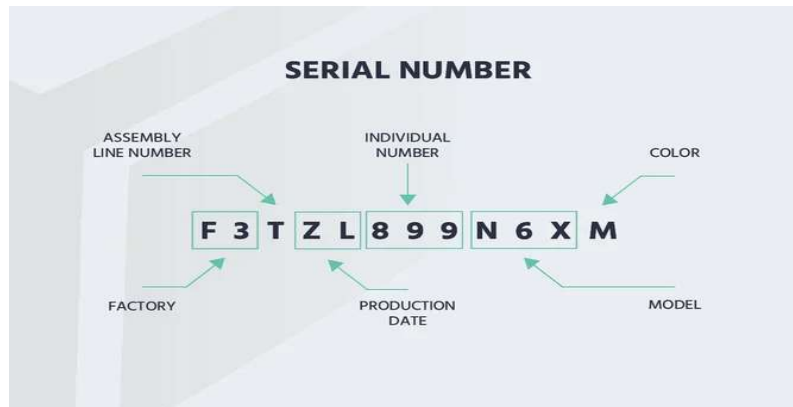 SERIAL NUMBER
ASSEMBLY
LINE NUMBER
INDIVIDUAL
NUMBER
COLOR
F3TZL899N6XM
FACTORY
PRODUCTION
DATE
MODEL